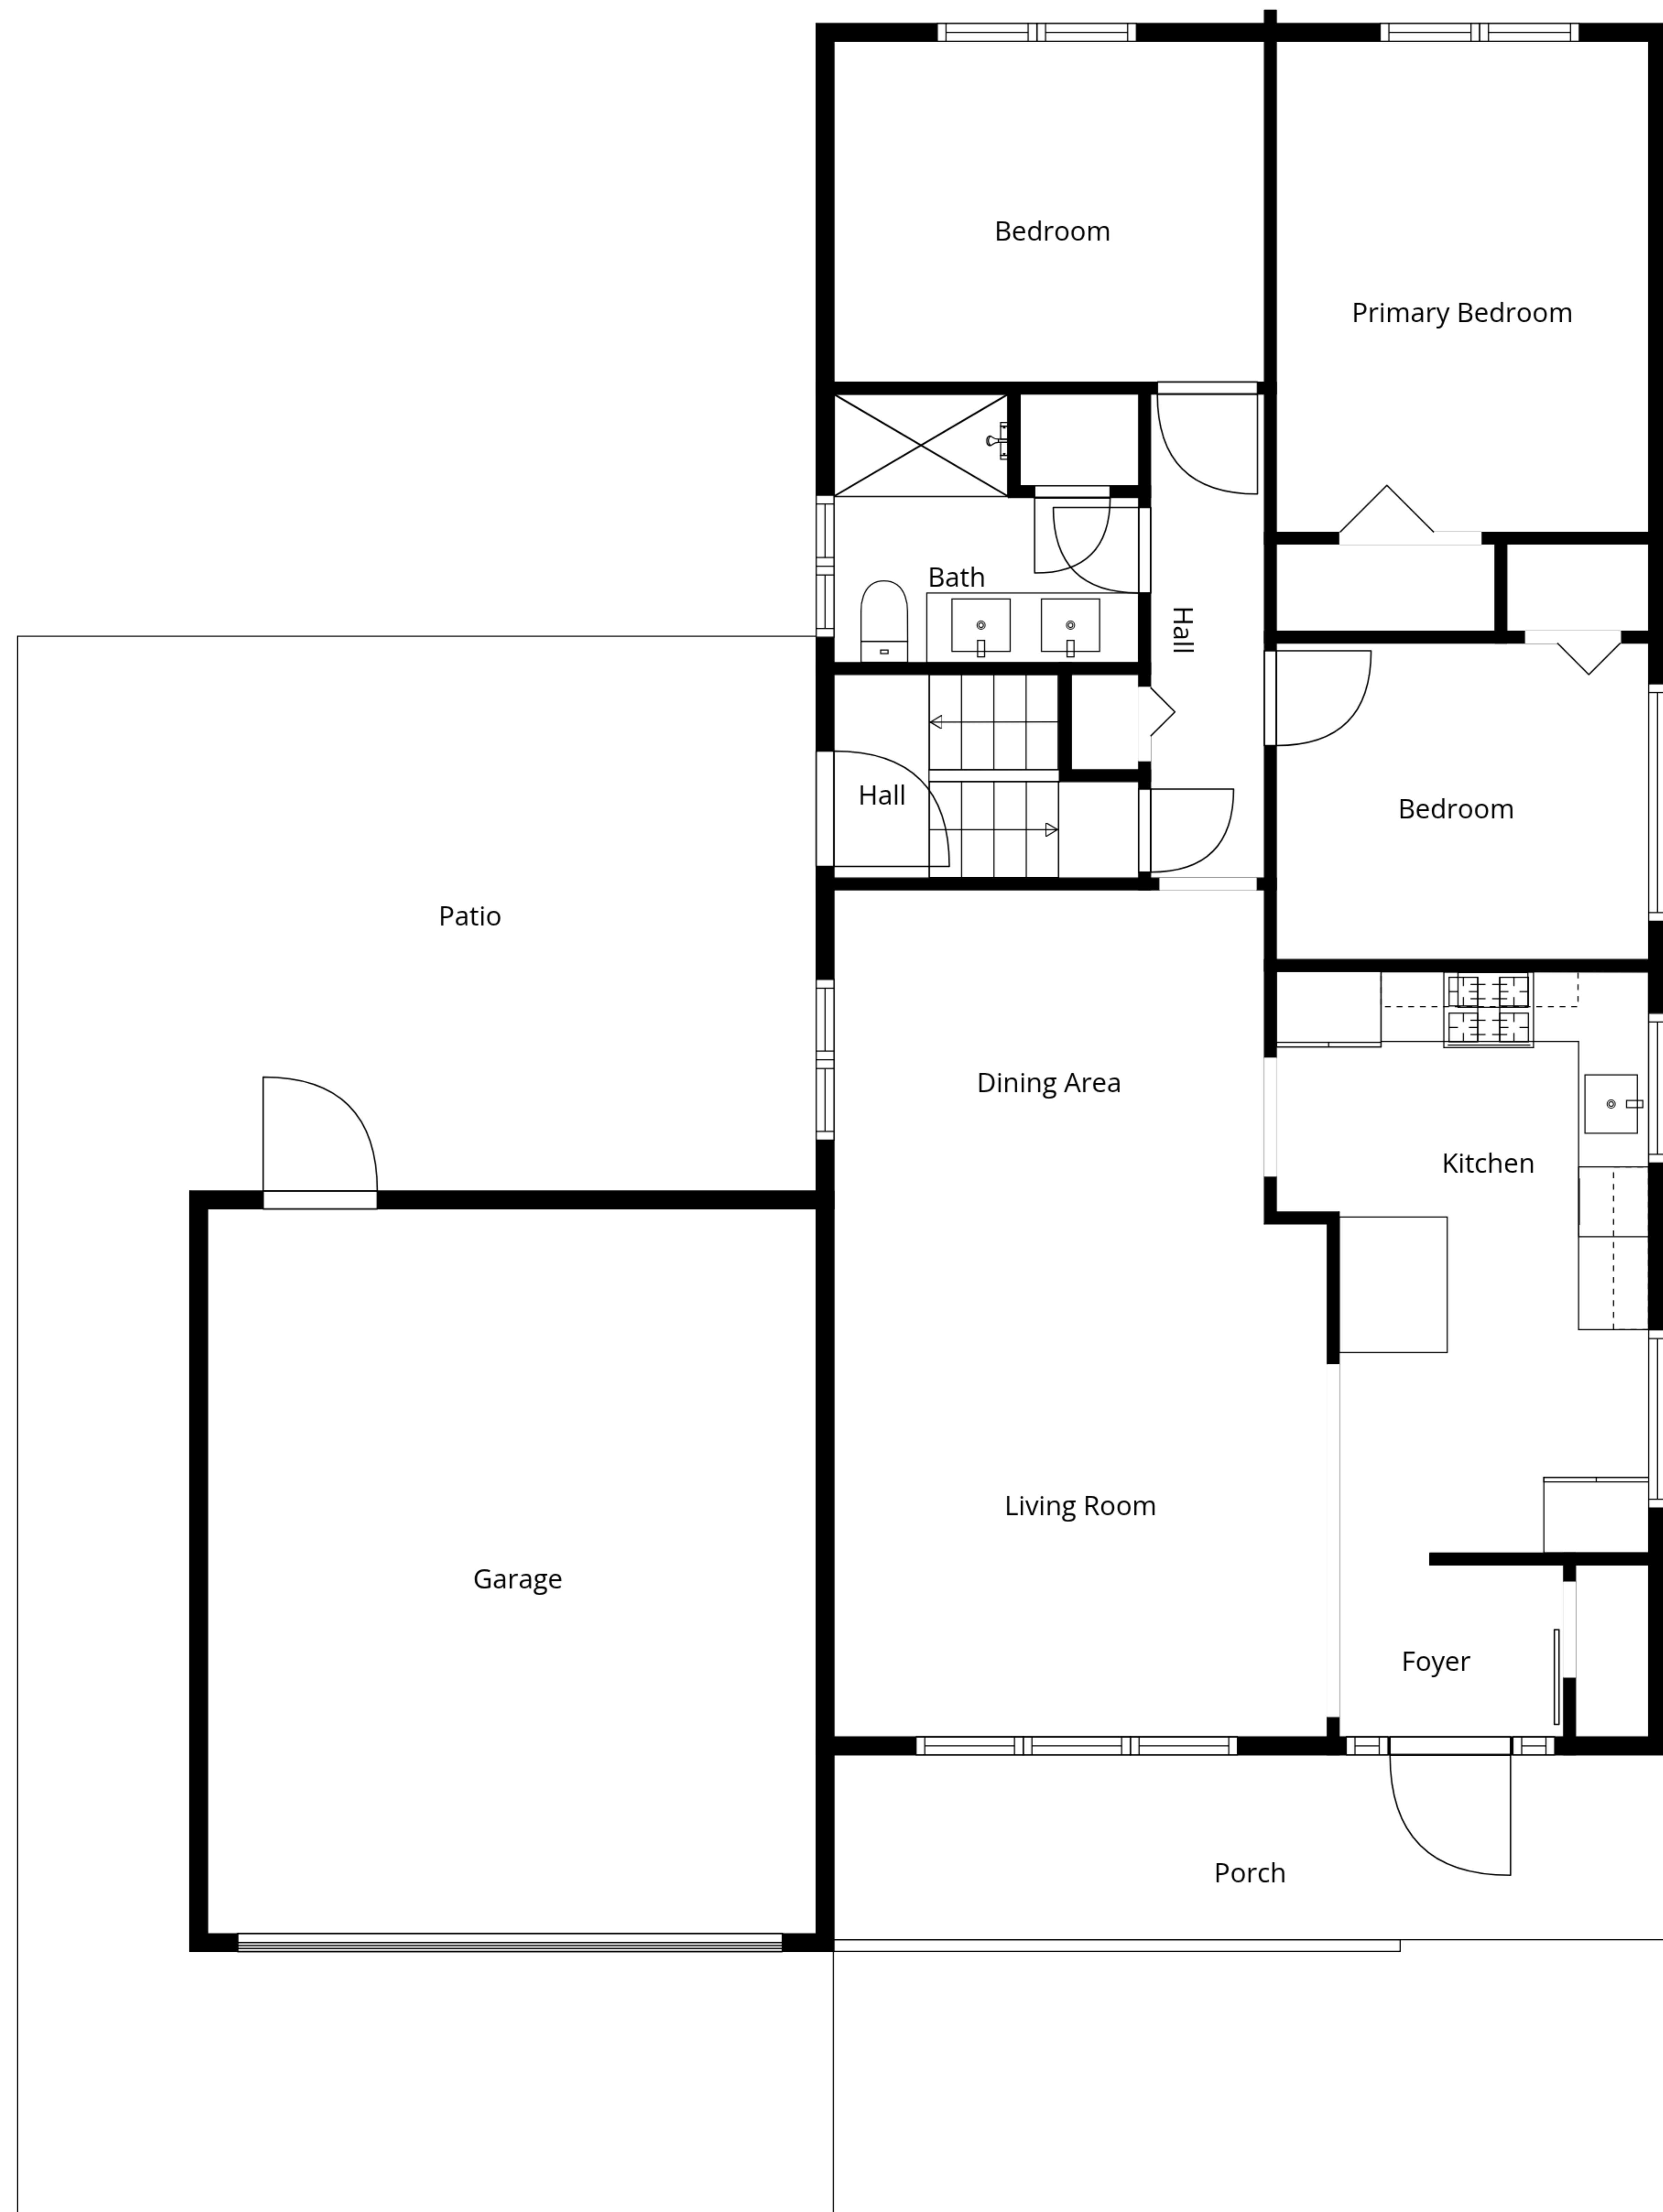 Bedroom
Primary Bedroom
Bath
Hall
Hall
Bedroom
Patio
Dining Area
Kitchen
Living Room
Garage
Foyer
Porch